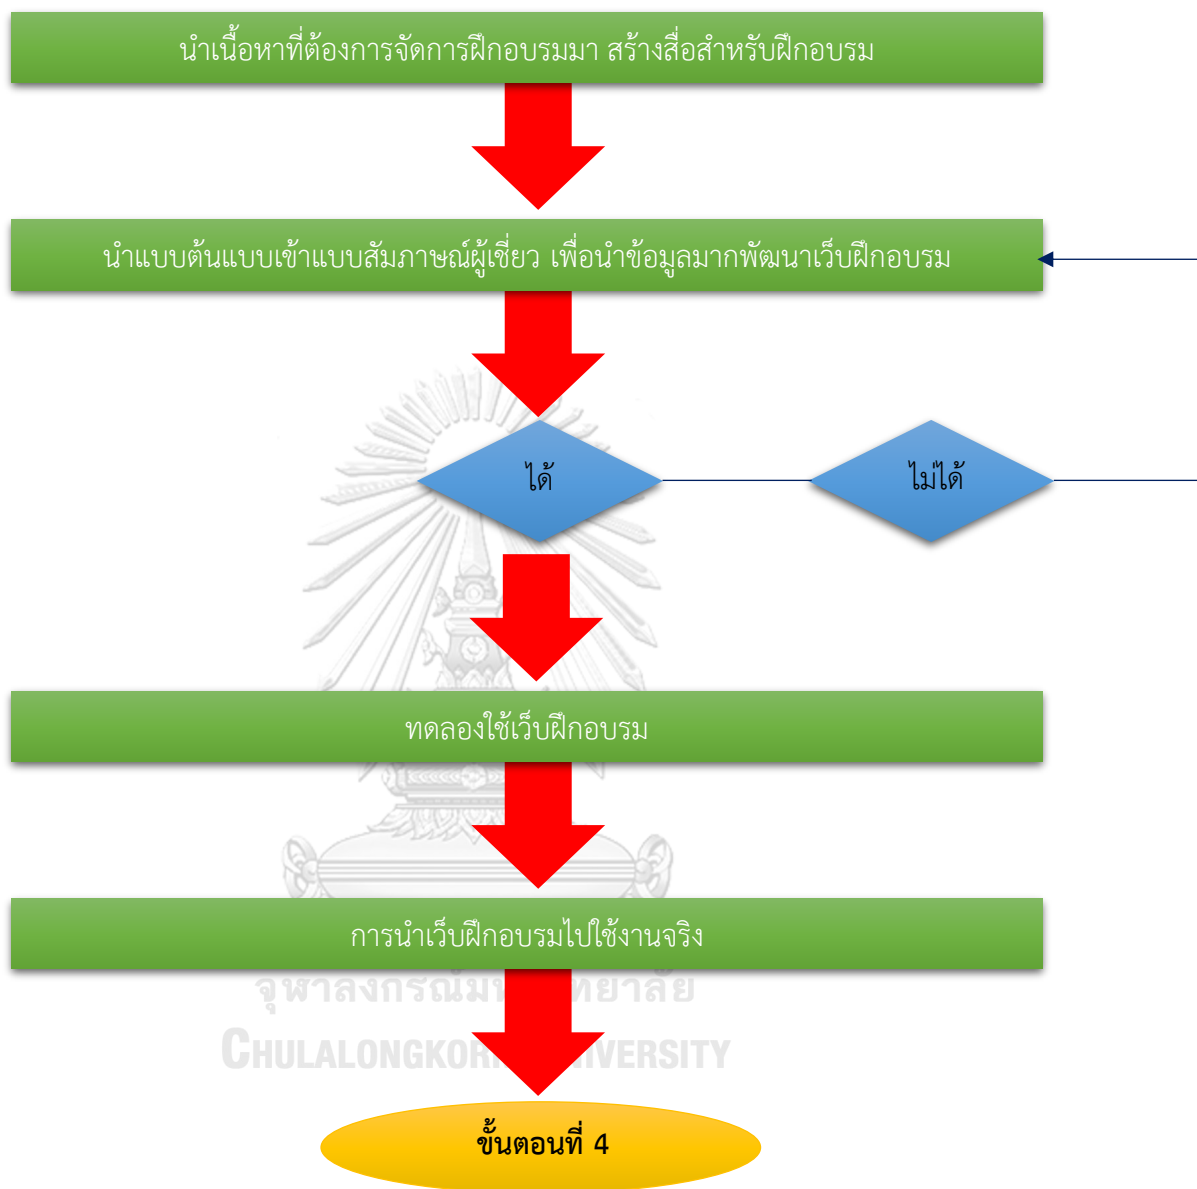 นำเนื้อหาที่ต้องการจัดการฝึกอบรมมา สร้างสื่อสำหรับฝึกอบรม
นำแบบต้นแบบเข้าแบบสัมภาษณ์ผู้เชี่ยว เพื่อนำข้อมูลมากพัฒนาเว็บฝึกอบรม
ได้
ไม่ได้
ทดลองใช้เว็บฝึกอบรม
การนำเว็บฝึกอบรมไปใช้งานจริง
ขั้นตอนที่ 4